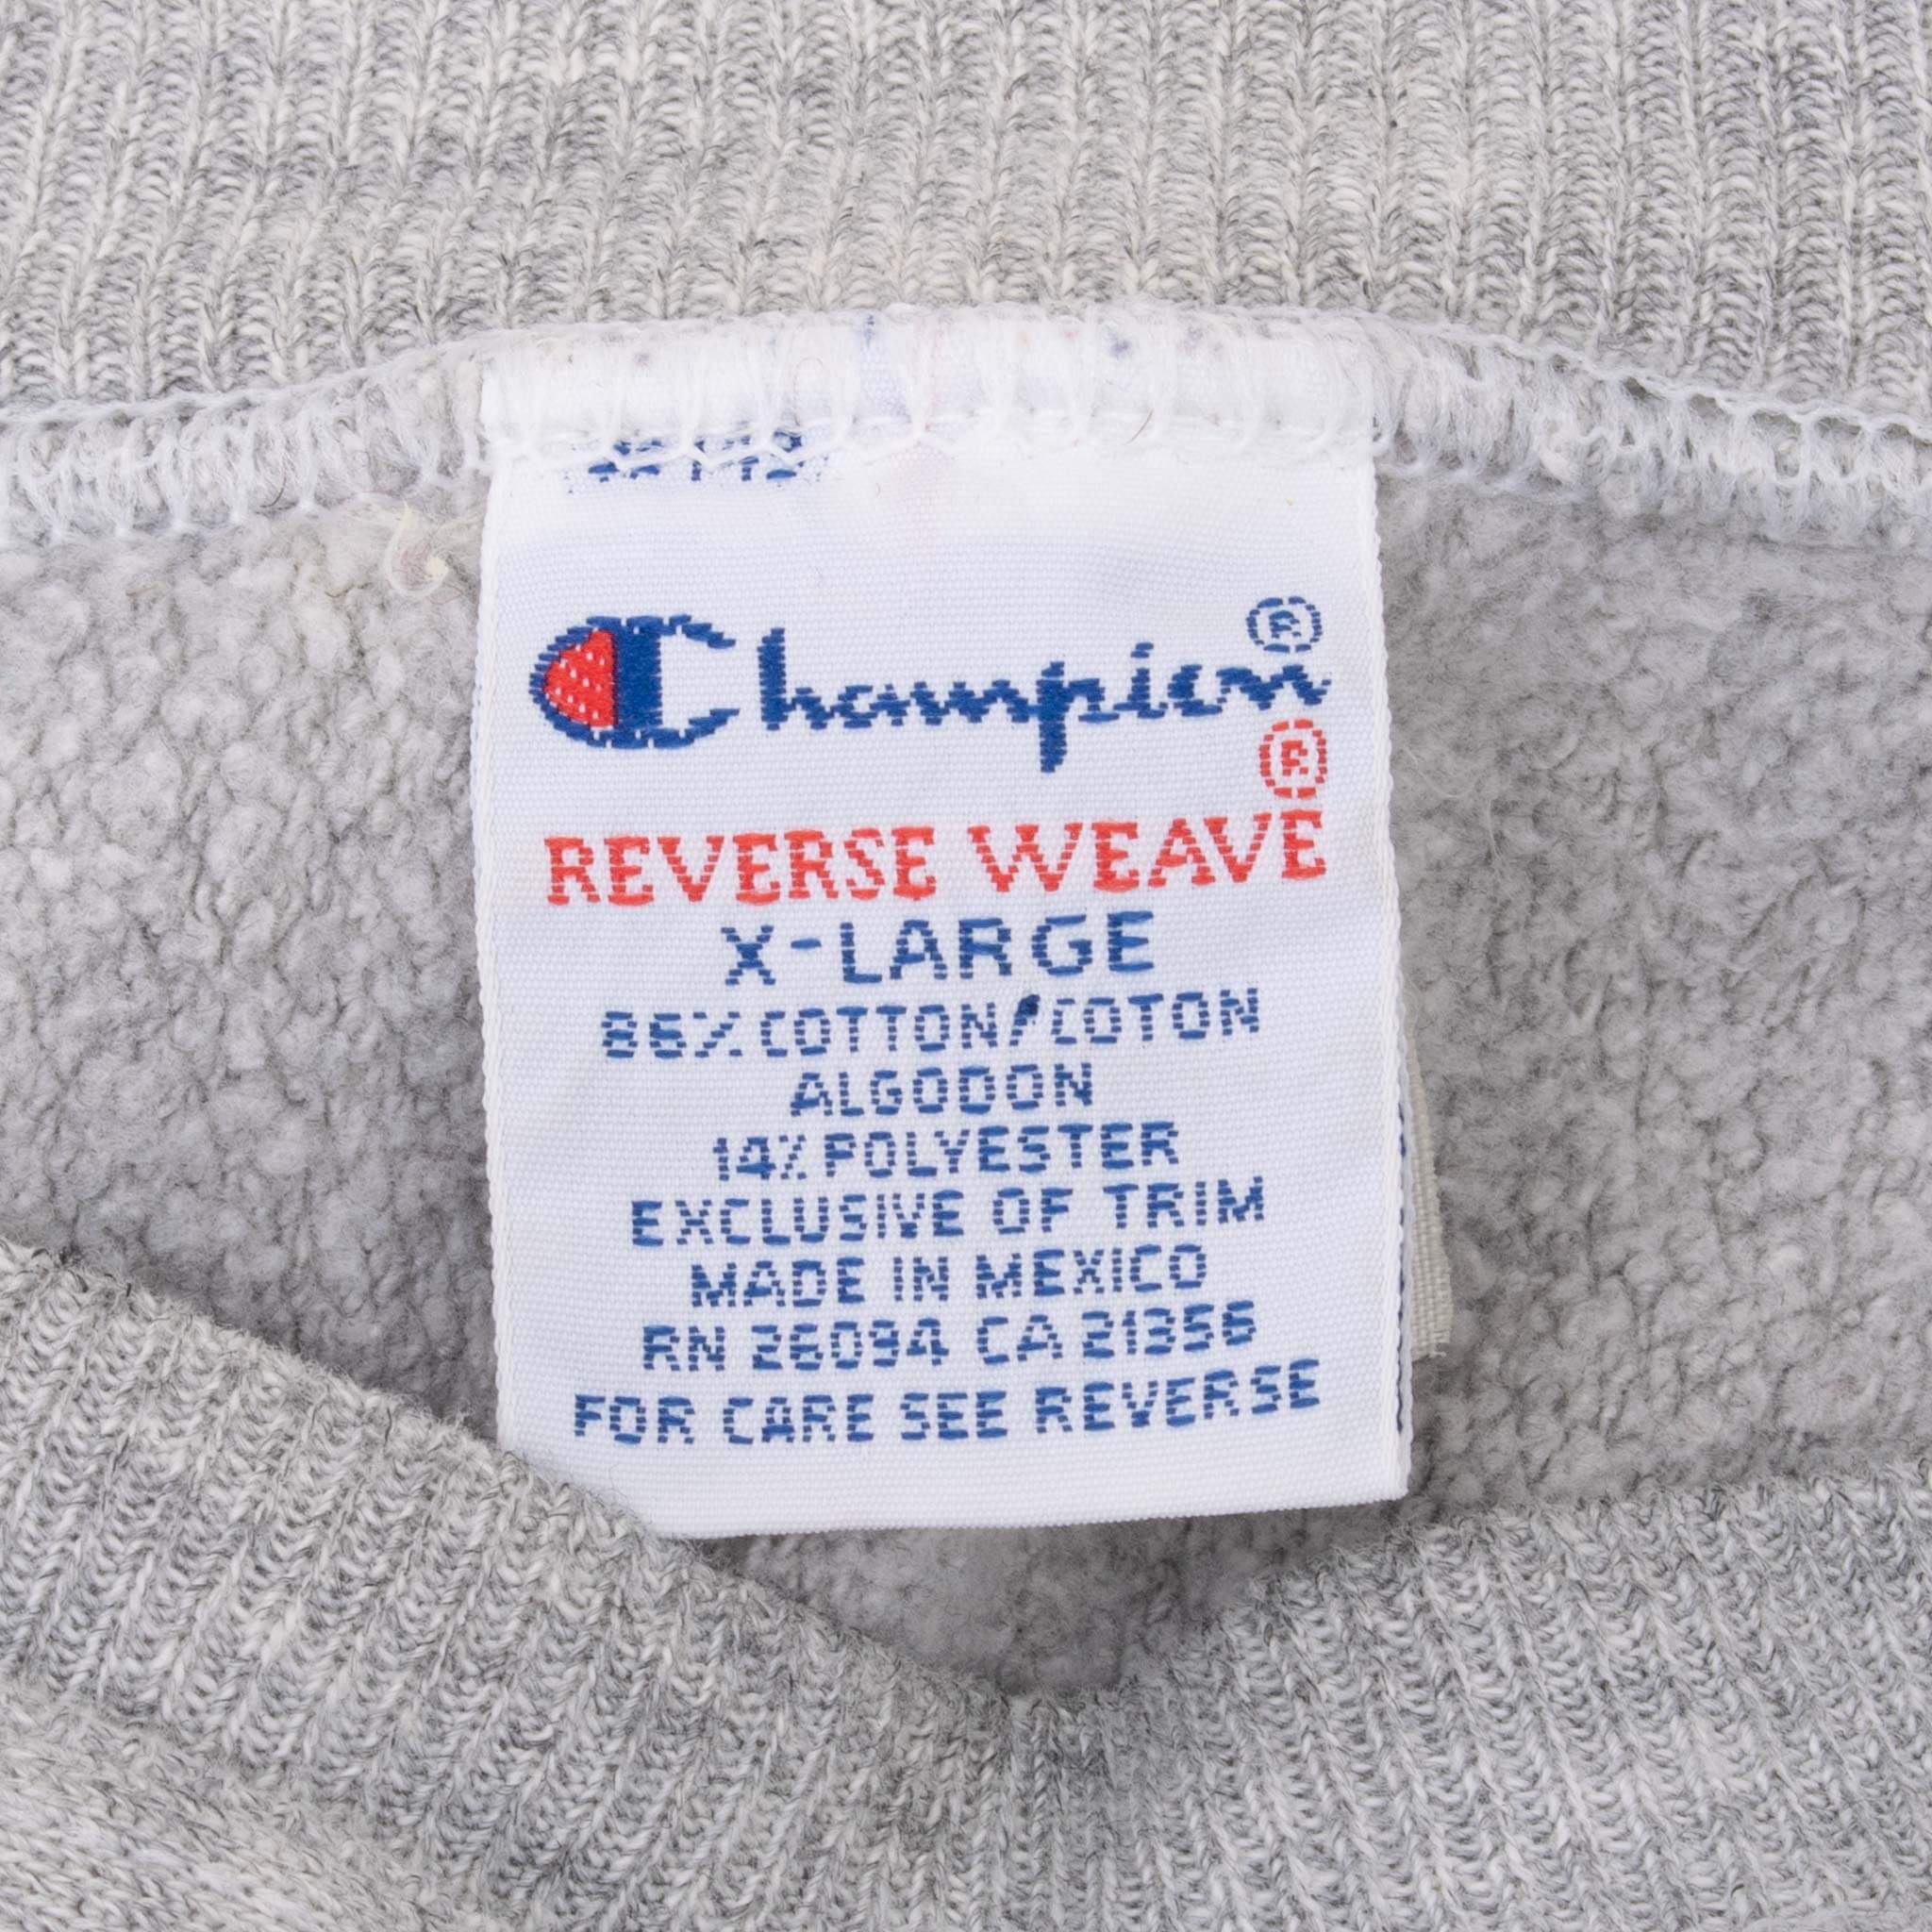 Champion®
®
REVERSE WEAVE
X-LARGE
86% COTTON/COTON
ALGODON
14% POLYESTER
EXCLUSIVE OF TRIM
MADE IN MEXICO
RN 26094 CA 21356
FOR CARE SEE REVERSE